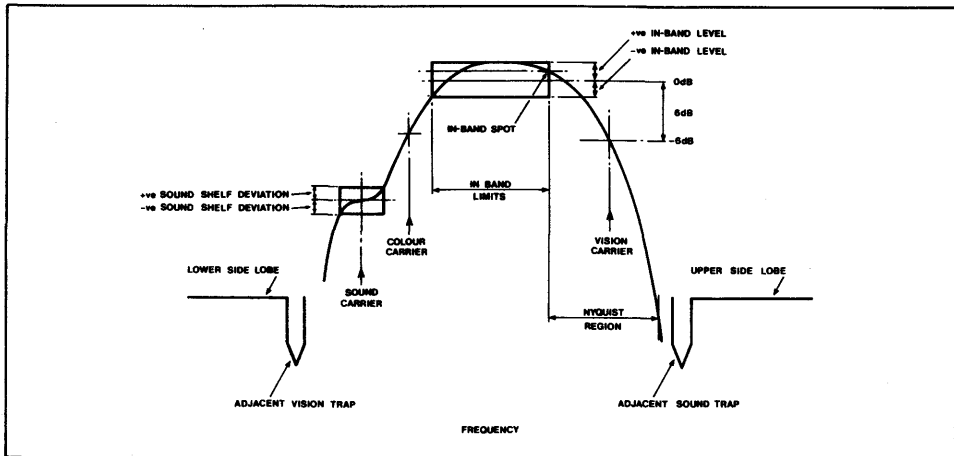 +ve IN-BAND LEVEL
−ve IN-BAND LEVEL
0dB
IN-BAND SPOT
6dB
−6dB
+ve SOUND SHELF DEVIATION
−ve SOUND SHELF DEVIATION
IN BAND
LIMITS
COLOUR
CARRIER
VISION
CARRIER
LOWER SIDE LOBE
SOUND
CARRIER
UPPER SIDE LOBE
NYQUIST
REGION
ADJACENT VISION TRAP
ADJACENT SOUND TRAP
FREQUENCY